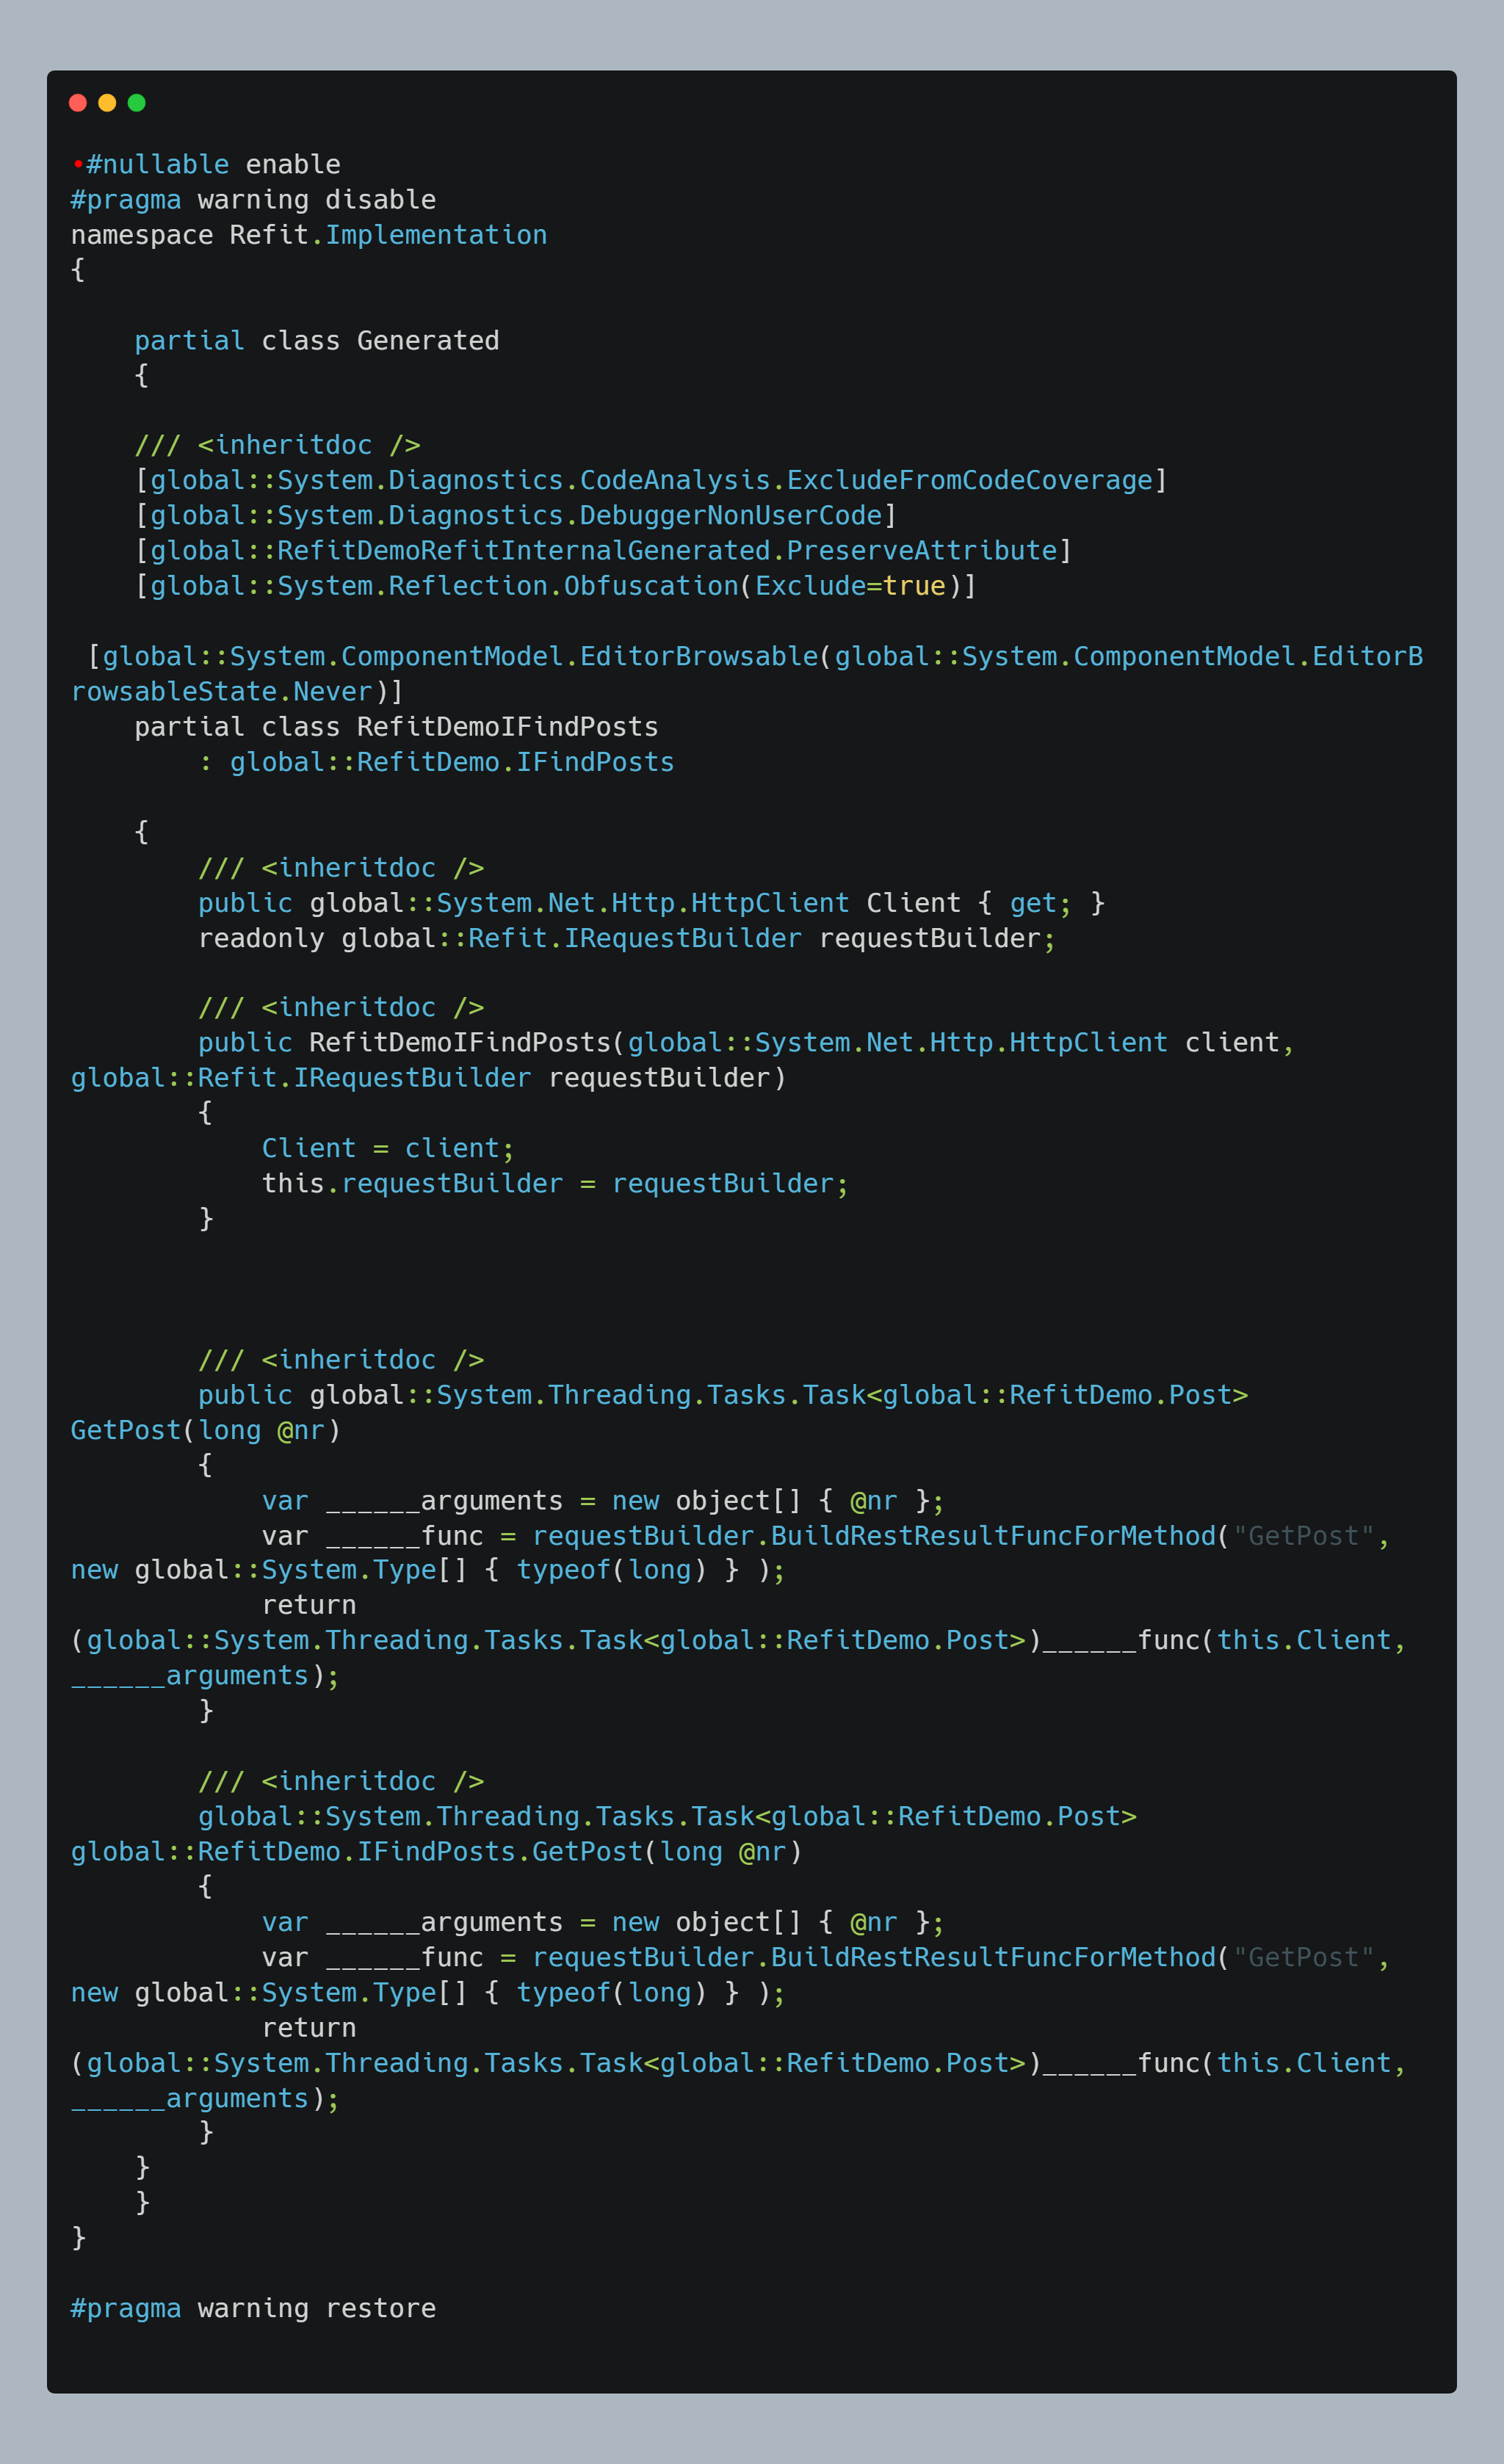 •#nullable enable
#pragma warning disable
namespace Refit.Implementation
{
    partial class Generated
    {
    /// <inheritdoc />
    [global::System.Diagnostics.CodeAnalysis.ExcludeFromCodeCoverage]
    [global::System.Diagnostics.DebuggerNonUserCode]
    [global::RefitDemoRefitInternalGenerated.PreserveAttribute]
    [global::System.Reflection.Obfuscation(Exclude=true)]
 [global::System.ComponentModel.EditorBrowsable(global::System.ComponentModel.EditorB
rowsableState.Never)]
    partial class RefitDemoIFindPosts
        : global::RefitDemo.IFindPosts
    {
        /// <inheritdoc />
        public global::System.Net.Http.HttpClient Client { get; }
        readonly global::Refit.IRequestBuilder requestBuilder;
        /// <inheritdoc />
        public RefitDemoIFindPosts(global::System.Net.Http.HttpClient client,
global::Refit.IRequestBuilder requestBuilder)
        {
            Client = client;
            this.requestBuilder = requestBuilder;
        }
        /// <inheritdoc />
        public global::System.Threading.Tasks.Task<global::RefitDemo.Post>
GetPost(long @nr)
        {
            var ______arguments = new object[] { @nr };
            var ______func = requestBuilder.BuildRestResultFuncForMethod("GetPost",
new global::System.Type[] { typeof(long) } );
            return
(global::System.Threading.Tasks.Task<global::RefitDemo.Post>)______func(this.Client,
______arguments);
        }
        /// <inheritdoc />
        global::System.Threading.Tasks.Task<global::RefitDemo.Post>
global::RefitDemo.IFindPosts.GetPost(long @nr)
        {
            var ______arguments = new object[] { @nr };
            var ______func = requestBuilder.BuildRestResultFuncForMethod("GetPost",
new global::System.Type[] { typeof(long) } );
            return
(global::System.Threading.Tasks.Task<global::RefitDemo.Post>)______func(this.Client,
______arguments);
        }
    }
    }
}
#pragma warning restore